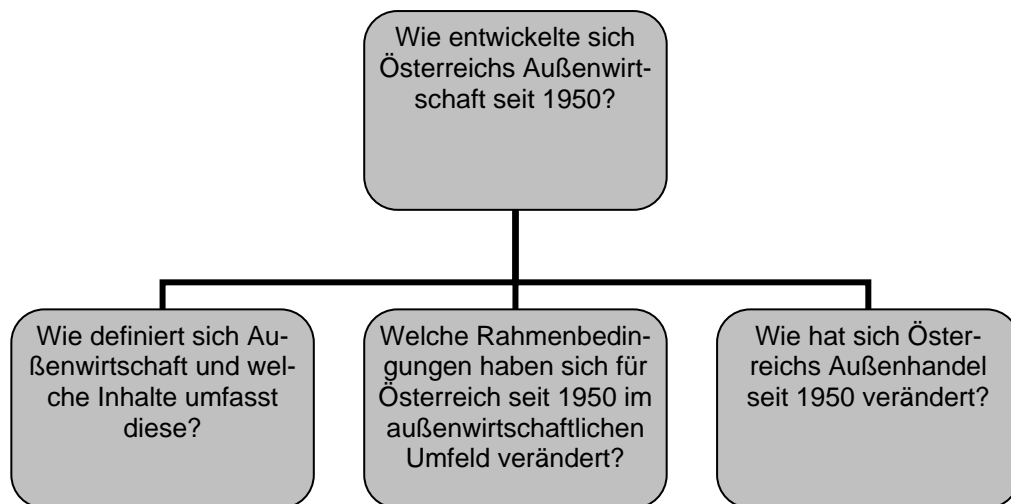 Wie entwickelte sich
Österreichs Außenwirt-
schaft seit 1950?
Wie definiert sich Au-
ßenwirtschaft und wel-
che Inhalte umfasst
diese?
Welche Rahmenbedin-
gungen haben sich für
Österreich seit 1950 im
außenwirtschaftlichen
Umfeld verändert?
Wie hat sich Öster-
reichs Außenhandel
seit 1950 verändert?